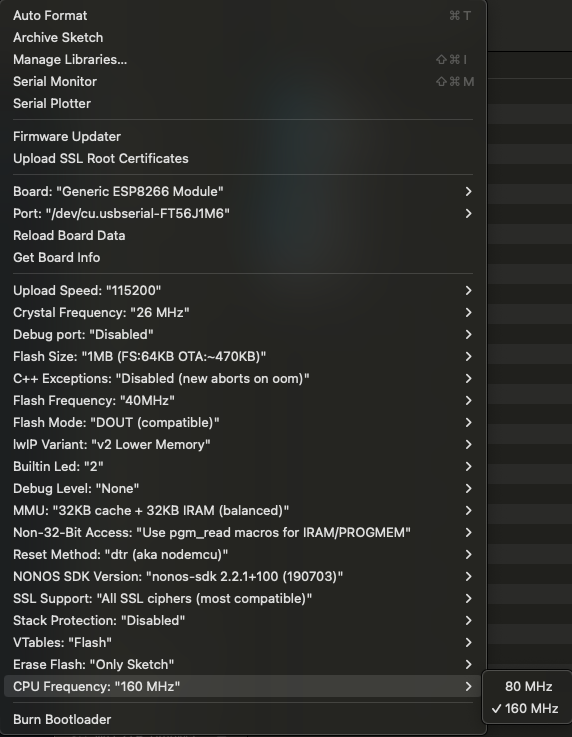 Auto Format ⌘ T
Archive Sketch
Manage Libraries... ⇧ ⌘ I
Serial Monitor ⇧ ⌘ M
Serial Plotter
Firmware Updater
Upload SSL Root Certificates
Board: "Generic ESP8266 Module"
Port: "/dev/cu.usbserial-FT56J1M6"
Reload Board Data
Get Board Info
Upload Speed: "115200"
Crystal Frequency: "26 MHz"
Debug port: "Disabled"
Flash Size: "1MB (FS:64KB OTA:~470KB)"
C++ Exceptions: "Disabled (new aborts on oom)"
Flash Frequency: "40MHz"
Flash Mode: "DOUT (compatible)"
lwIP Variant: "v2 Lower Memory"
Builtin Led: "2"
Debug Level: "None"
MMU: "32KB cache + 32KB IRAM (balanced)"
Non-32-Bit Access: "Use pgm_read macros for IRAM/PROGMEM"
Reset Method: "dtr (aka nodemcu)"
NONOS SDK Version: "nonos-sdk 2.2.1+100 (190703)"
SSL Support: "All SSL ciphers (most compatible)"
Stack Protection: "Disabled"
VTables: "Flash"
Erase Flash: "Only Sketch"
CPU Frequency: "160 MHz"
80 MHz
✓ 160 MHz
Burn Bootloader